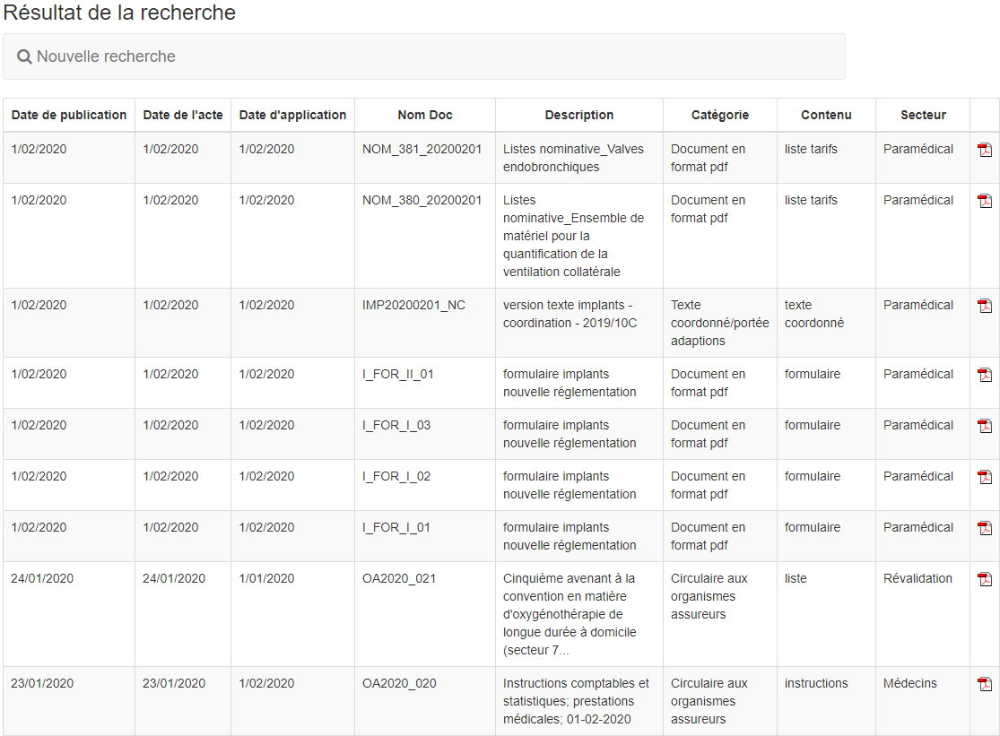 Résultat de la recherche
Nouvelle recherche
Date de publication Date de l'acte Date d'application Nom Doc Description Catégorie Contenu Secteur
1/02/2020 1/02/2020 1/02/2020 NOM_381_20200201 Listes nominative_Valves Document en liste tarifs Paramédical
endobronchiques format pdf
1/02/2020 1/02/2020 1/02/2020 NOM_380_20200201 Listes Document en liste tarifs Paramédical
nominative_Ensemble de format pdf
matériel pour la
quantification de la
ventilation collatérale
1/02/2020 1/02/2020 1/02/2020 IMP20200201_NC version texte implants - Texte texte Paramédical
coordination - 2019/10C coordonné/portée coordonné
adaptions
1/02/2020 1/02/2020 1/02/2020 I_FOR_II_01 formulaire implants Document en formulaire Paramédical
nouvelle réglementation format pdf
1/02/2020 1/02/2020 1/02/2020 I_FOR_I_03 formulaire implants Document en formulaire Paramédical
nouvelle réglementation format pdf
1/02/2020 1/02/2020 1/02/2020 I_FOR_I_02 formulaire implants Document en formulaire Paramédical
nouvelle réglementation format pdf
1/02/2020 1/02/2020 1/02/2020 I_FOR_I_01 formulaire implants Document en formulaire Paramédical
nouvelle réglementation format pdf
24/01/2020 24/01/2020 1/01/2020 OA2020_021 Cinquième avenant à la Circulaire aux liste Révalidation
convention en matière organismes
d'oxygénothérapie de assureurs
longue durée à domicile
(secteur 7...
23/01/2020 23/01/2020 1/02/2020 OA2020_020 Instructions comptables et Circulaire aux instructions Médecins
statistiques; prestations organismes
médicales; 01-02-2020 assureurs